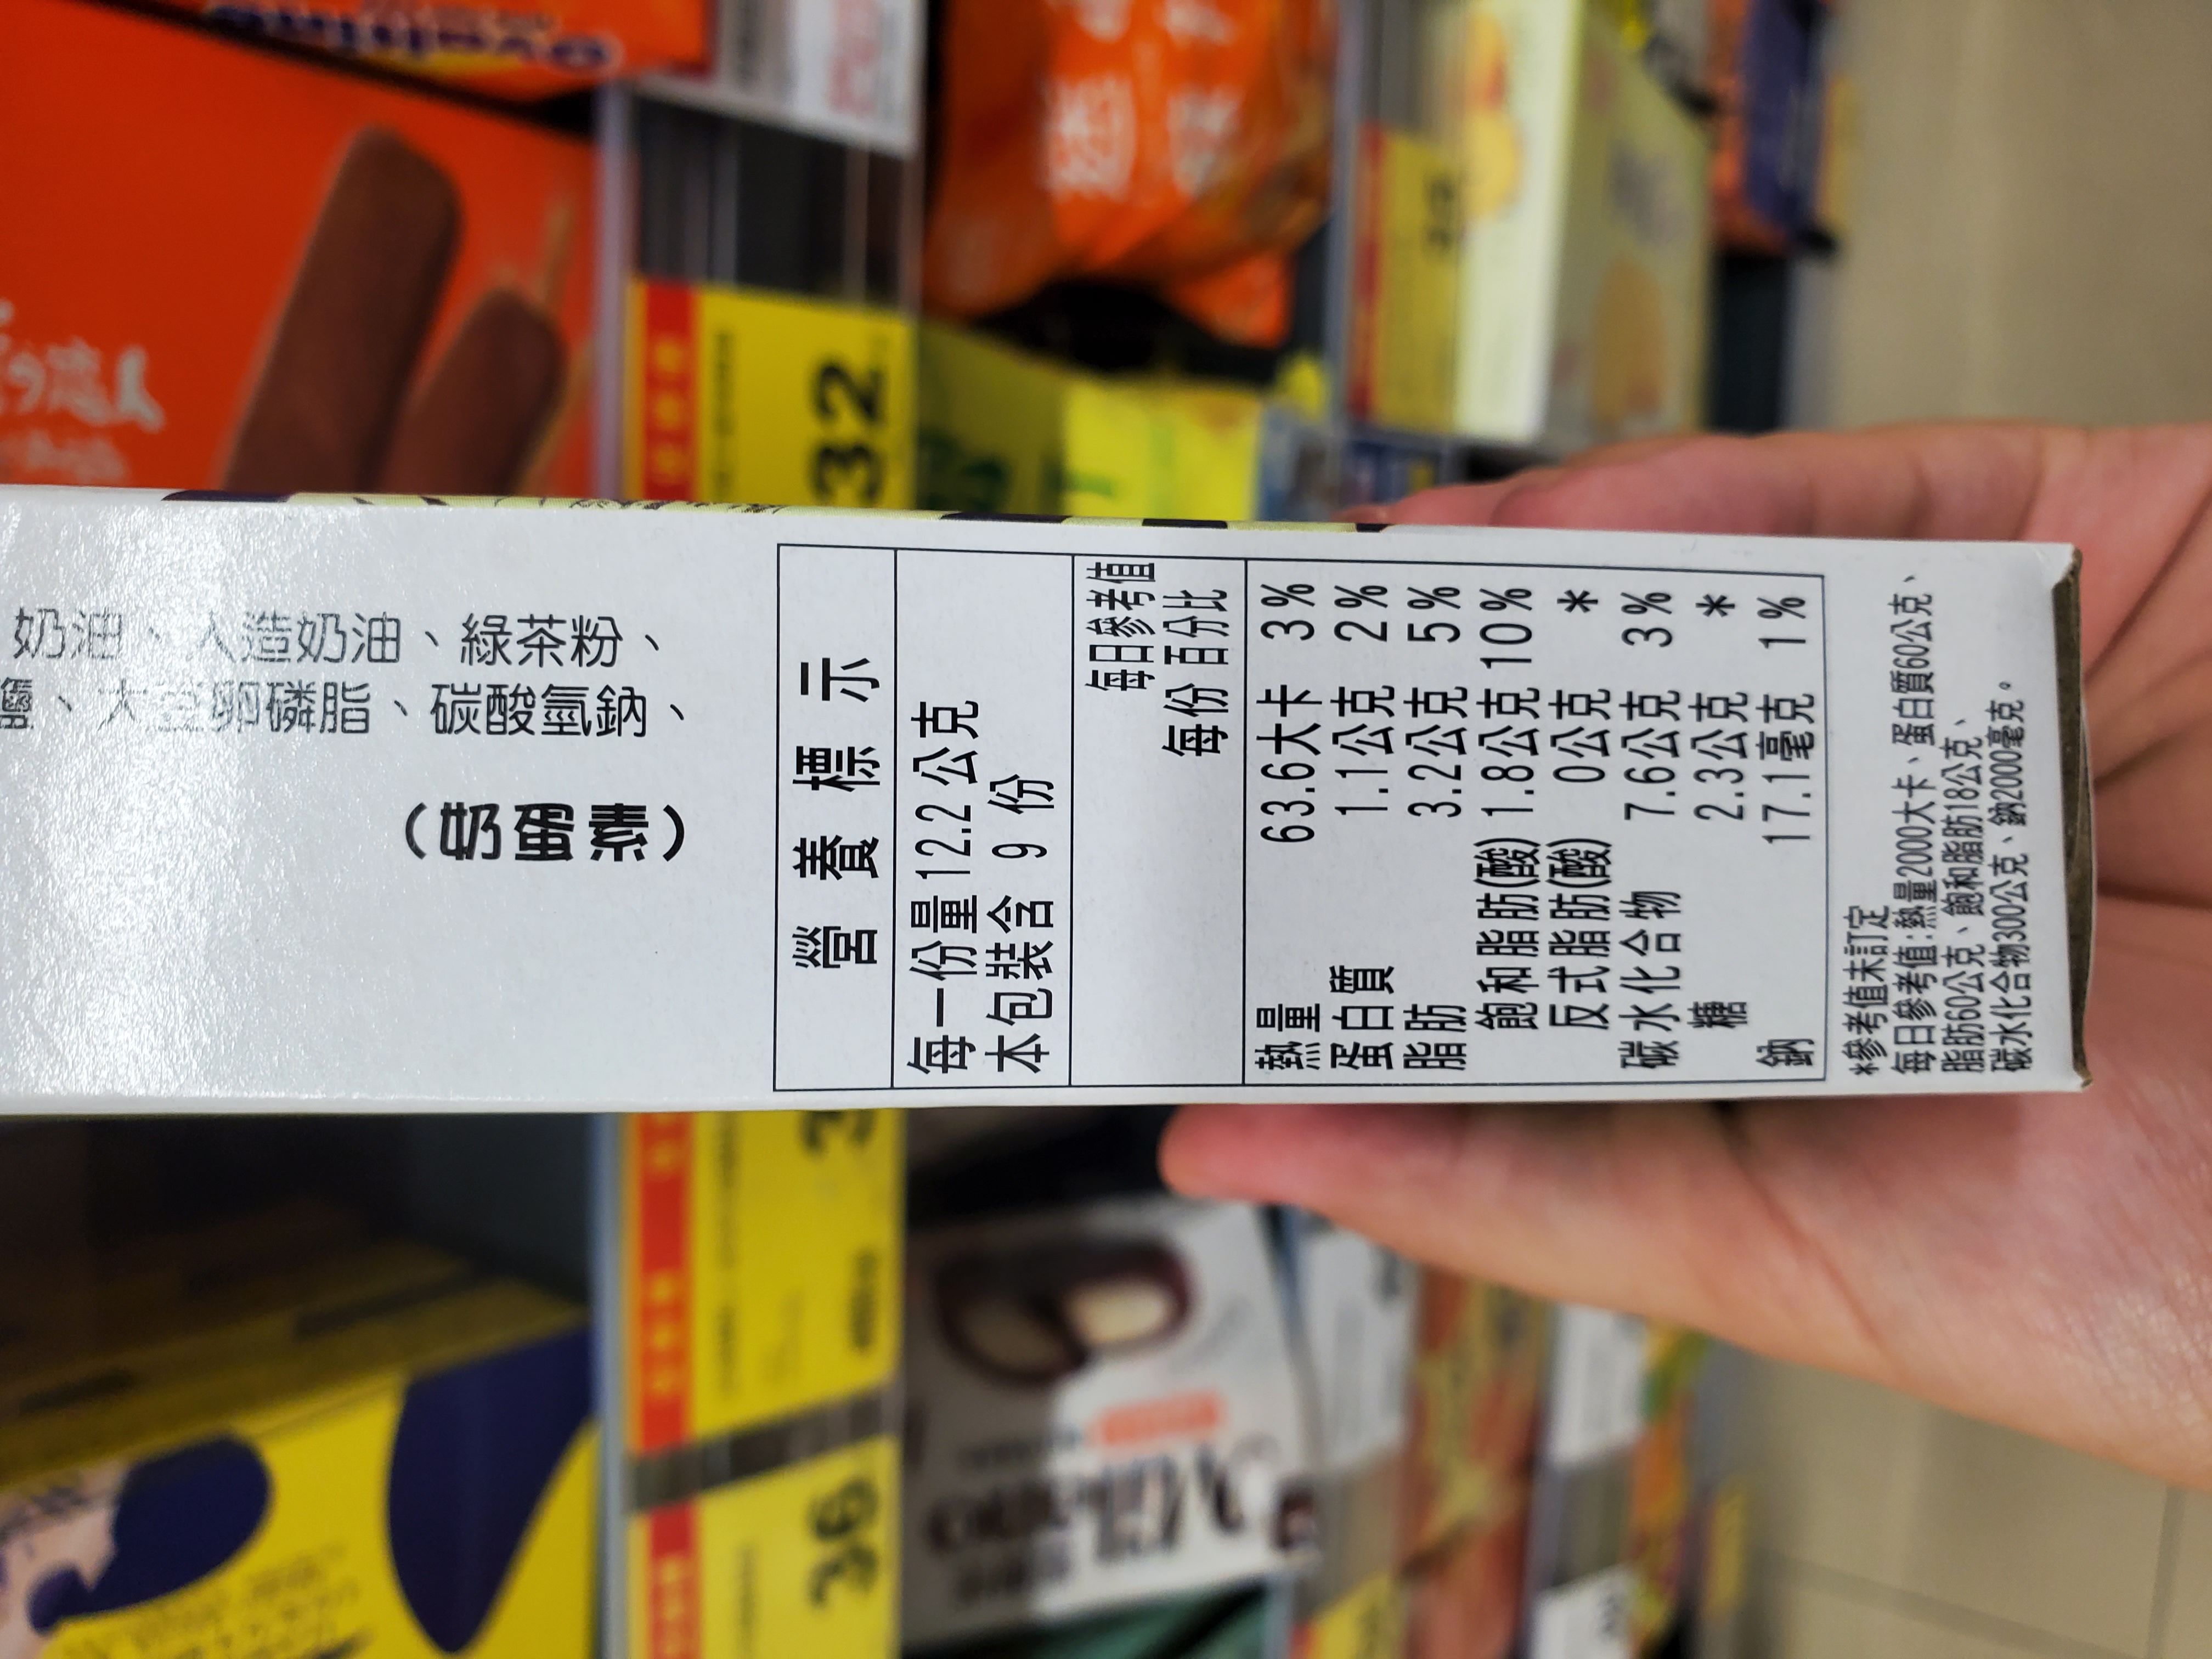 奶油、人造奶油、綠茶粉、
鹽、大豆卵磷脂、碳酸氫鈉、
(奶蛋素)
營養標示
每一份量12.2公克
本包裝含 9 份
每日參考值
每份 百分比
熱量 63.6大卡 3%
蛋白質 1.1公克 2%
脂肪 3.2公克 5%
飽和脂肪(酸) 1.8公克 10%
反式脂肪(酸) 0公克 *
碳水化合物 7.6公克 3%
糖 2.3公克 *
鈉 17.1毫克 1%
*參考值未訂定
每日參考值:熱量2000大卡、蛋白質60公克、
脂肪60公克、飽和脂肪18公克、
碳水化合物300公克、鈉2000毫克。
36
32